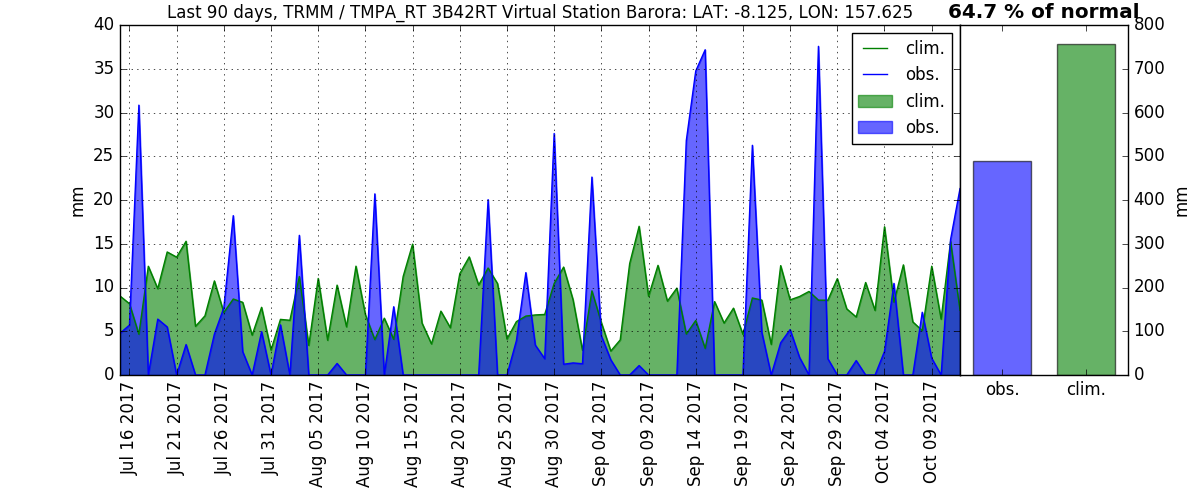 Last 90 days, TRMM / TMPA_RT 3B42RT Virtual Station Barora: LAT: -8.125, LON: 157.625
64.7 % of normal
mm
40
35
30
25
20
15
10
5
0
clim.
obs.
clim.
obs.
800
700
600
500
400
300
200
100
0
mm
Jul 16 2017
Jul 21 2017
Jul 26 2017
Jul 31 2017
Aug 05 2017
Aug 10 2017
Aug 15 2017
Aug 20 2017
Aug 25 2017
Aug 30 2017
Sep 04 2017
Sep 09 2017
Sep 14 2017
Sep 19 2017
Sep 24 2017
Sep 29 2017
Oct 04 2017
Oct 09 2017
obs.
clim.